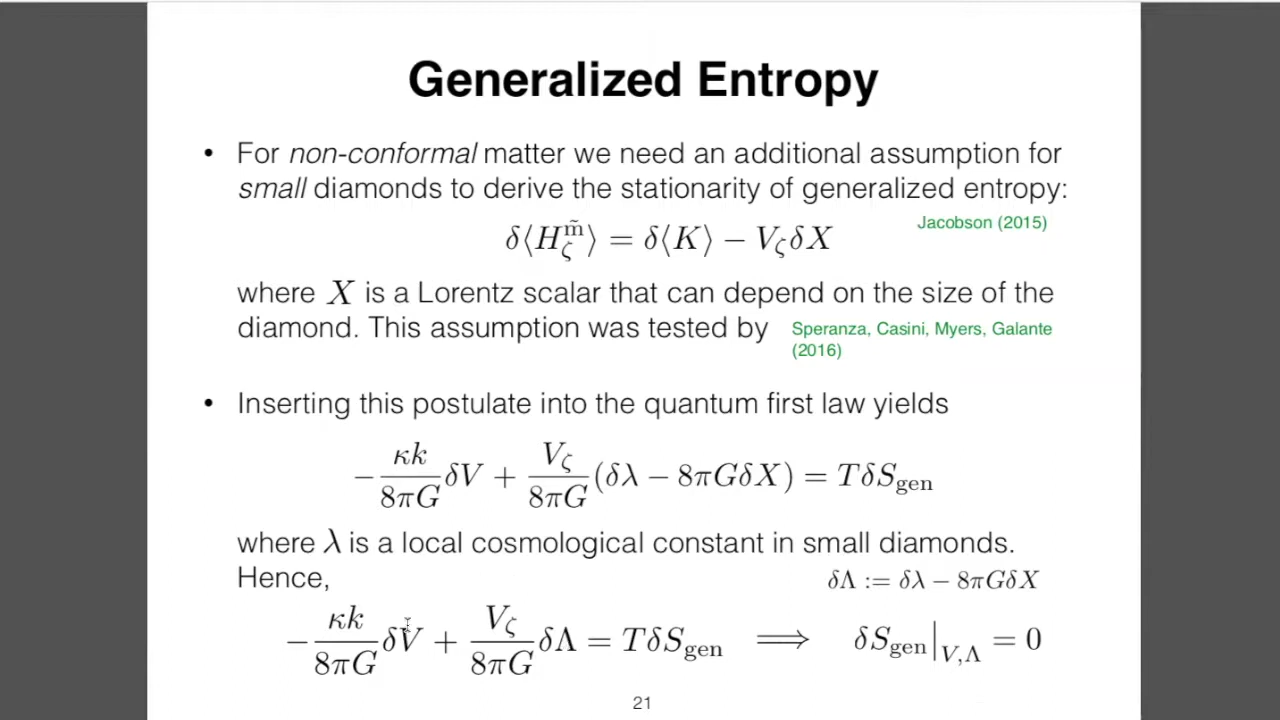 Generalized Entropy
• For non-conformal matter we need an additional assumption for
small diamonds to derive the stationarity of generalized entropy:
Jacobson (2015)
δ⟨H_ζ^m̃⟩ = δ⟨K⟩ − V_ζ δX
where X is a Lorentz scalar that can depend on the size of the
diamond. This assumption was tested by Speranza, Casini, Myers, Galante
(2016)
• Inserting this postulate into the quantum first law yields
−κk/8πG δV + V_ζ/8πG (δλ − 8πGδX) = TδS_gen
where λ is a local cosmological constant in small diamonds.
Hence, δΛ := δλ − 8πGδX
−κk/8πG δV + V_ζ/8πG δΛ = TδS_gen ⟹ δS_gen|_V,Λ = 0
21